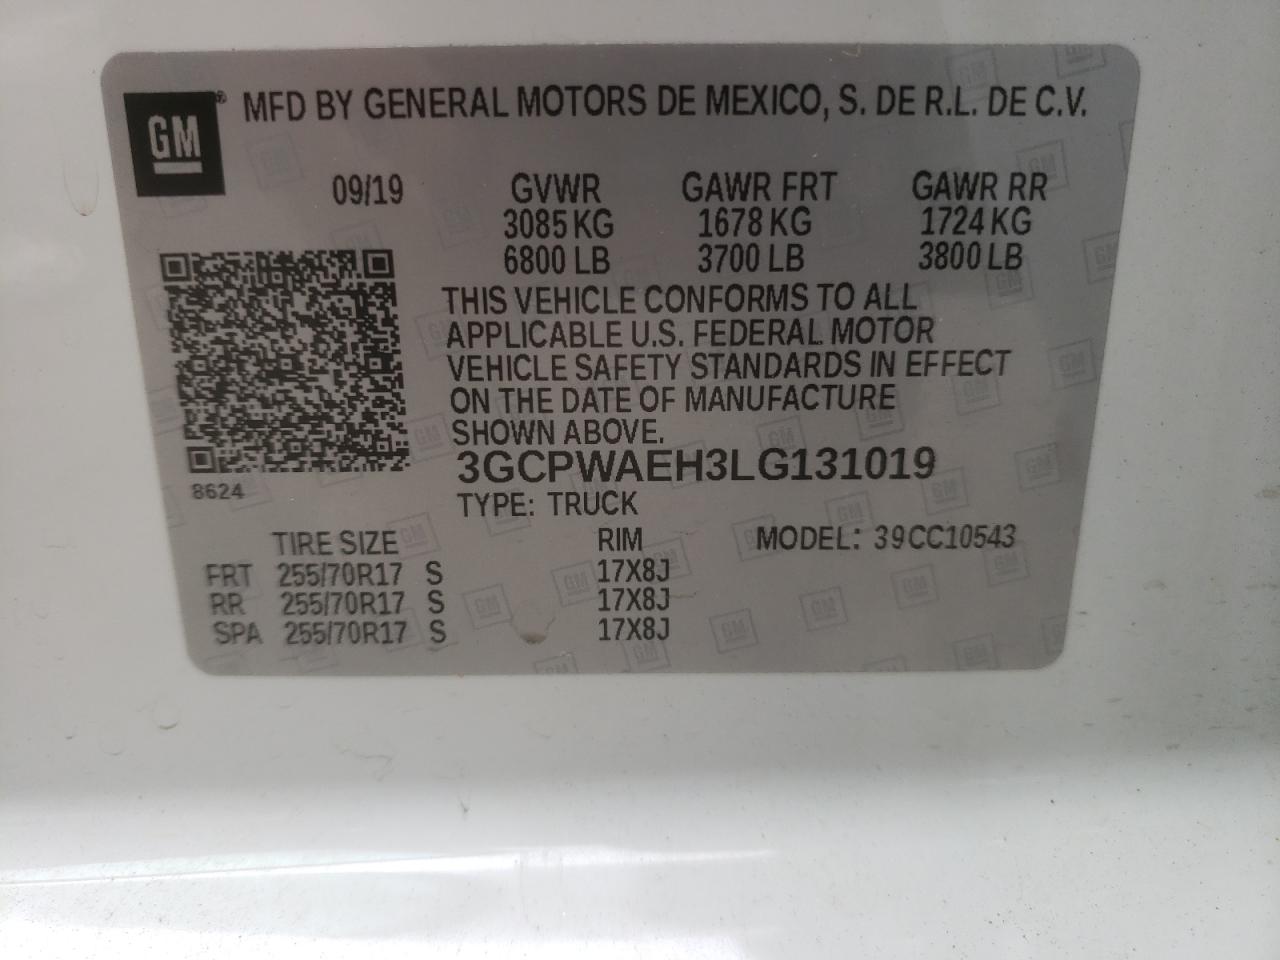 GM® MFD BY GENERAL MOTORS DE MEXICO, S. DE R.L. DE C.V.
09/19 GVWR GAWR FRT GAWR RR
3085 KG 1678 KG 1724 KG
6800 LB 3700 LB 3800 LB
THIS VEHICLE CONFORMS TO ALL
APPLICABLE U.S. FEDERAL MOTOR
VEHICLE SAFETY STANDARDS IN EFFECT
ON THE DATE OF MANUFACTURE
SHOWN ABOVE.
3GCPWAEH3LG131019
8624
TYPE: TRUCK
TIRE SIZE RIM MODEL: 39CC10543
FRT 255/70R17 S 17X8J
RR 255/70R17 S 17X8J
SPA 255/70R17 S 17X8J